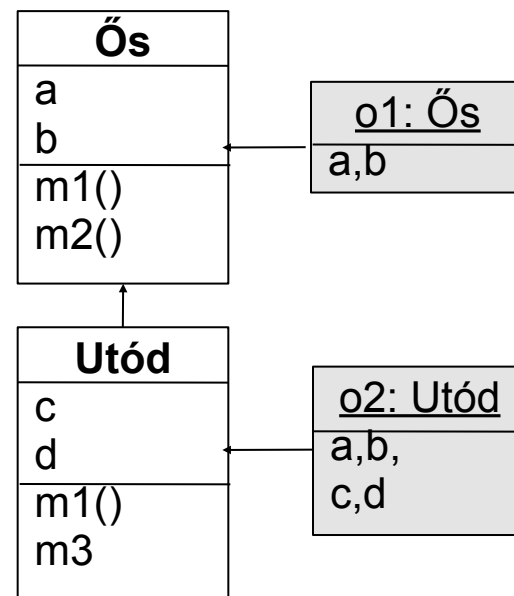 Ős
a
b
m1()
m2()
o1: Ős
a,b
Utód
c
d
m1()
m3
o2: Utód
a,b,
c,d